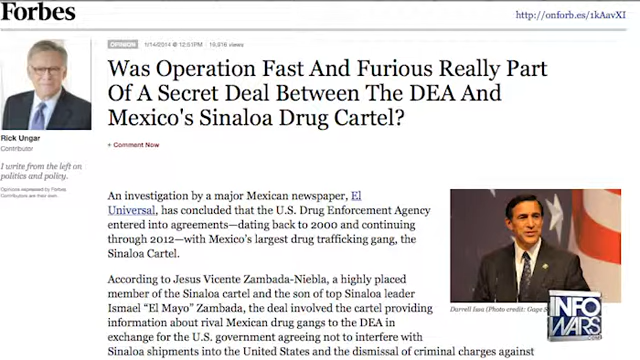 Forbes
http://onforb.es/1kAavXI
OPINION 1/14/2014 @ 12:01PM
views
Was Operation Fast And Furious Really Part
Of A Secret Deal Between The DEA And
Mexico's Sinaloa Drug Cartel?
+ Comment Now
Rick Ungar
Contributor
I write from the left on
politics and policy.
Opinions expressed by Forbes
Contributors are their own.
An investigation by a major Mexican newspaper, El
Universal, has concluded that the U.S. Drug Enforcement Agency
entered into agreements—dating back to 2000 and continuing
through 2012—with Mexico's largest drug trafficking gang, the
Sinaloa Cartel.
According to Jesus Vicente Zambada-Niebla, a highly placed
member of the Sinaloa cartel and the son of top Sinaloa leader
Ismael “El Mayo” Zambada, the deal involved the cartel providing
information about rival Mexican drug gangs to the DEA in
exchange for the U.S. government agreeing not to interfere with
Sinaloa shipments into the United States and the dismissal of criminal charges against
Darrell Issa (Photo credit: Gage S
INFO
WARS
.COM